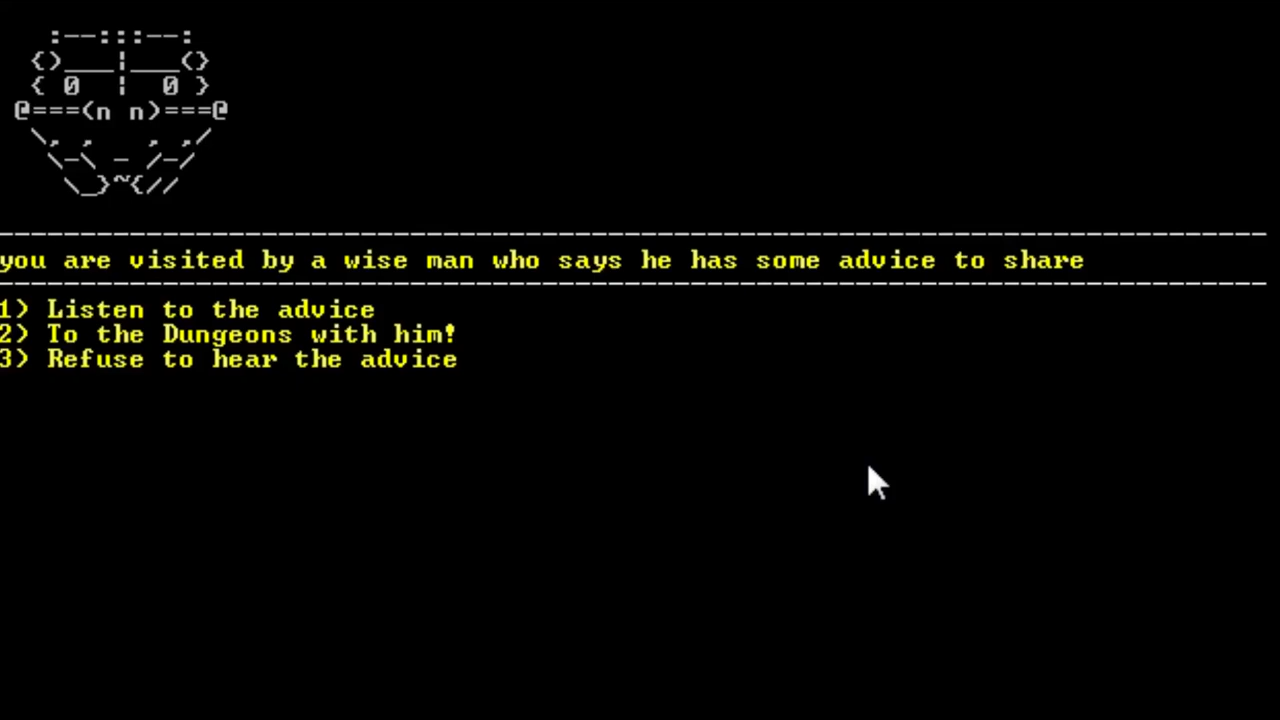 you are visited by a wise man who says he has some advice to share
1) Listen to the advice
2) To the Dungeons with him!
3) Refuse to hear the advice